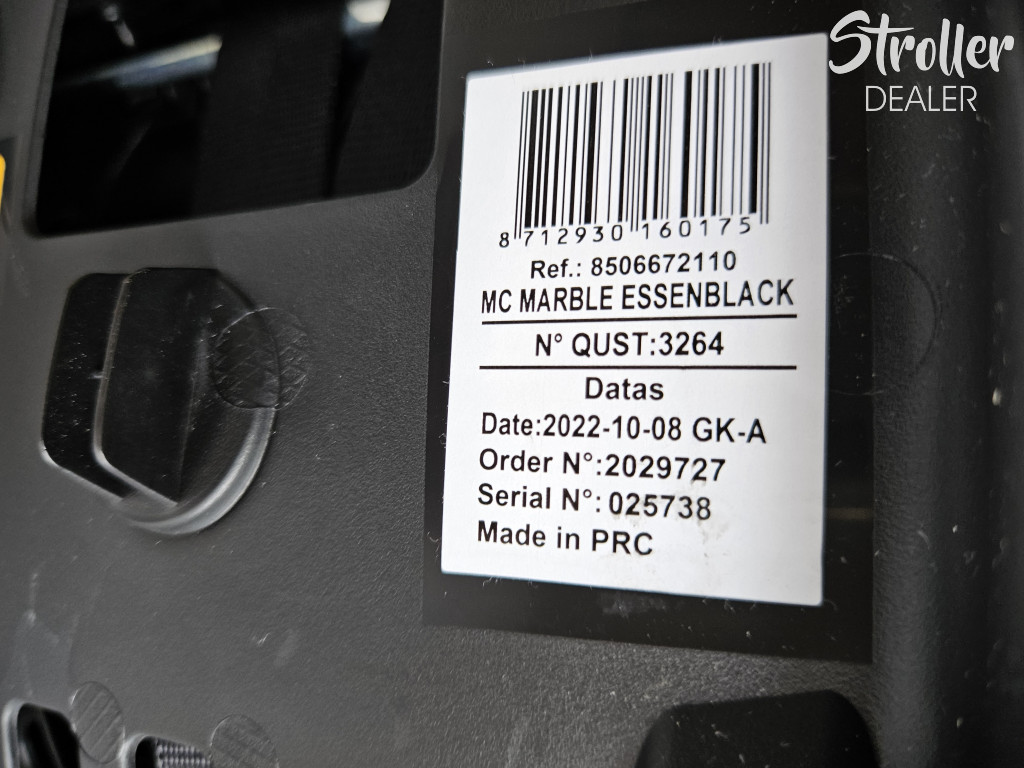 Stroller
DEALER
8 712930 160175
Ref.: 8506672110
MC MARBLE ESSENBLACK
N° QUST:3264
Datas
Date:2022-10-08 GK-A
Order N°:2029727
Serial N°: 025738
Made in PRC